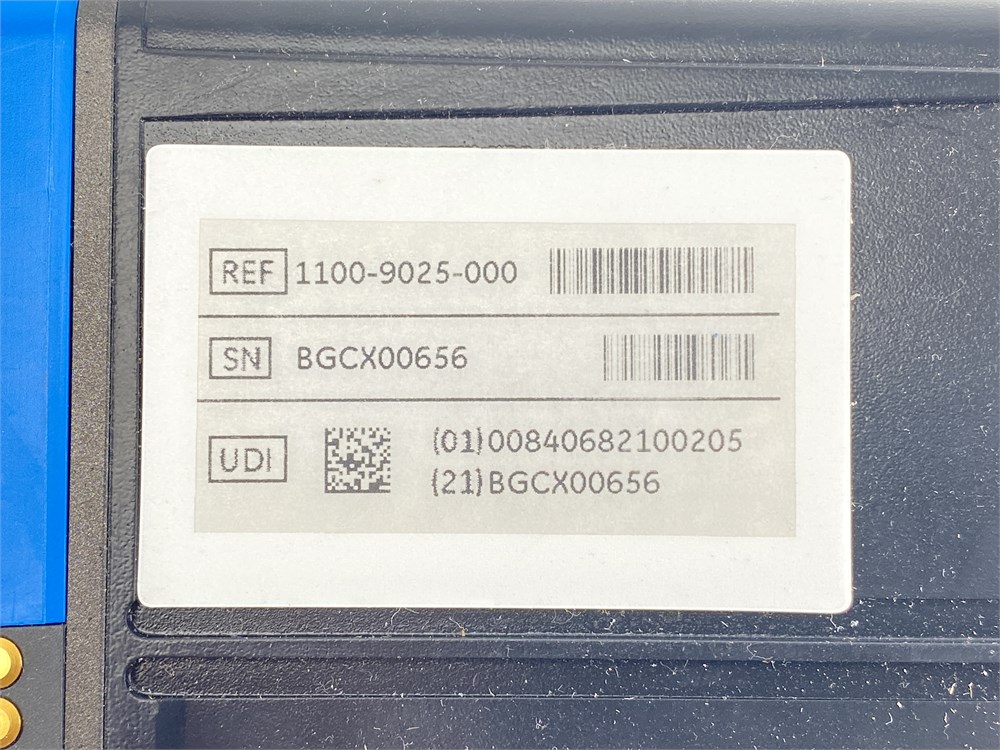 REF 1100-9025-000
SN BGCX00656
UDI (01)00840682100205
(21)BGCX00656